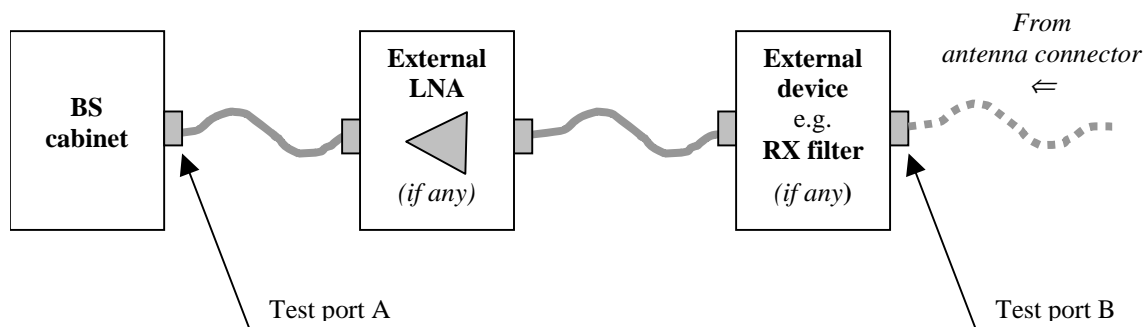 BS
cabinet
External
LNA
(if any)
External
device
e.g.
RX filter
(if any)
From
antenna connector
⇐
Test port A
Test port B